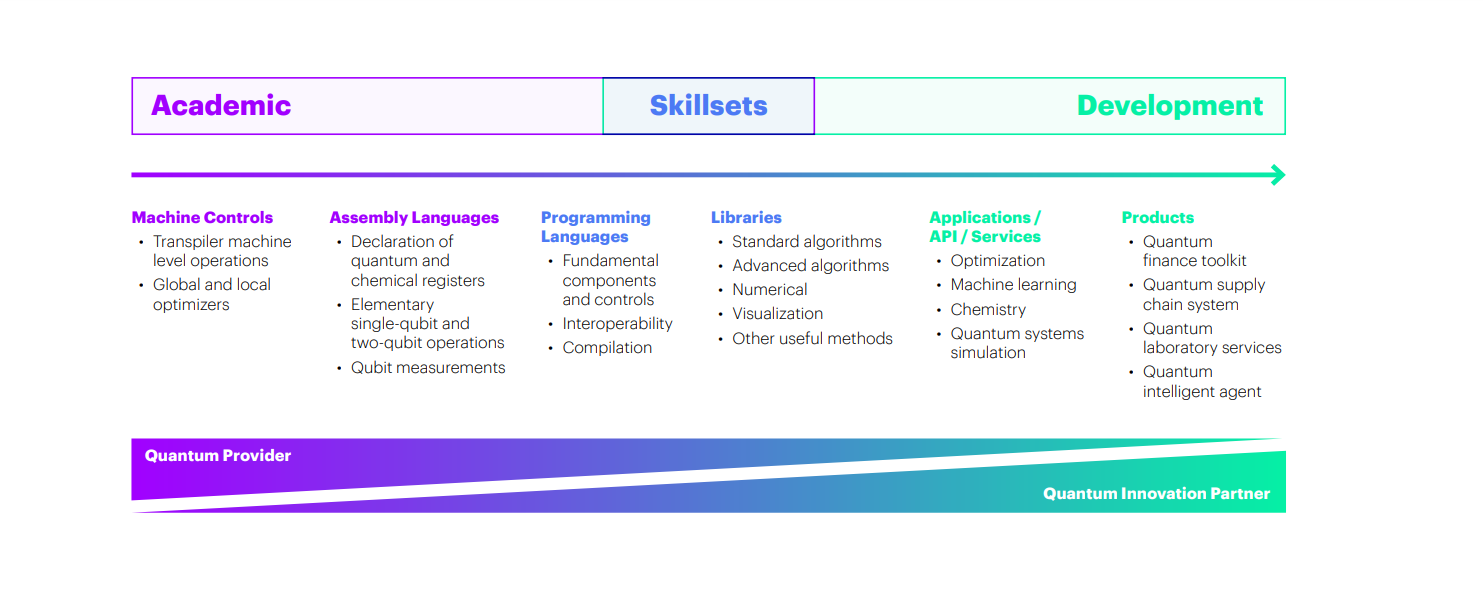 Academic
Skillsets
Development
Machine Controls
• Transpiler machine
level operations
• Global and local
optimizers
Assembly Languages
• Declaration of
quantum and
chemical registers
• Elementary
single-qubit and
two-qubit operations
• Qubit measurements
Programming
Languages
• Fundamental
components
and controls
• Interoperability
• Compilation
Libraries
• Standard algorithms
• Advanced algorithms
• Numerical
• Visualization
• Other useful methods
Applications /
API / Services
• Optimization
• Machine learning
• Chemistry
• Quantum systems
simulation
Products
• Quantum
finance toolkit
• Quantum supply
chain system
• Quantum
laboratory services
• Quantum
intelligent agent
Quantum Provider
Quantum Innovation Partner